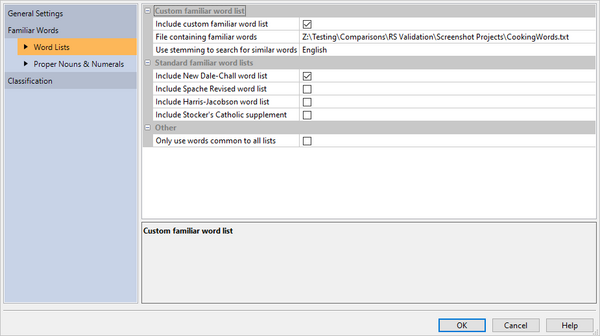 General Settings
Familiar Words
Word Lists
Proper Nouns & Numerals
Classification
Custom familiar word list
Include custom familiar word list
File containing familiar words Z:\Testing\Comparisons\RS Validation\Screenshot Projects\CookingWords.txt
Use stemming to search for similar words English
Standard familiar word lists
Include New Dale-Chall word list
Include Spache Revised word list
Include Harris-Jacobson word list
Include Stocker's Catholic supplement
Other
Only use words common to all lists
Custom familiar word list
OK Cancel Help